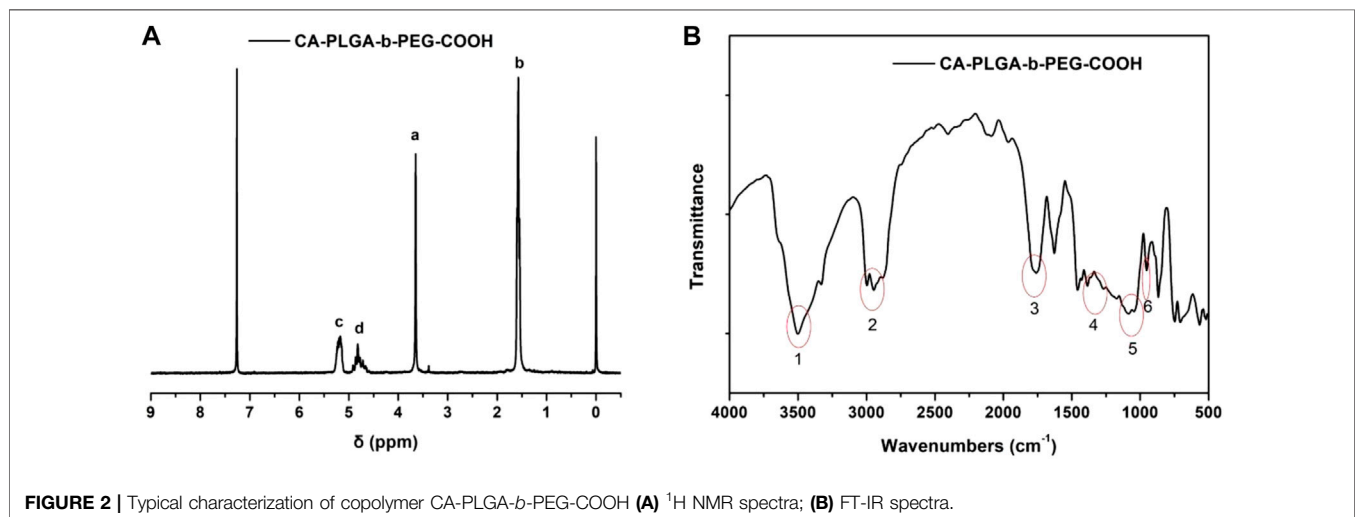 A
CA-PLGA-b-PEG-COOH
b
a
c
d
9 8 7 6 5 4 3 2 1 0
δ (ppm)
B
CA-PLGA-b-PEG-COOH
Transmittance
1
2
3
4
5
6
4000 3500 3000 2500 2000 1500 1000 500
Wavenumbers (cm⁻¹)
FIGURE 2 | Typical characterization of copolymer CA-PLGA-b-PEG-COOH (A) ¹H NMR spectra; (B) FT-IR spectra.